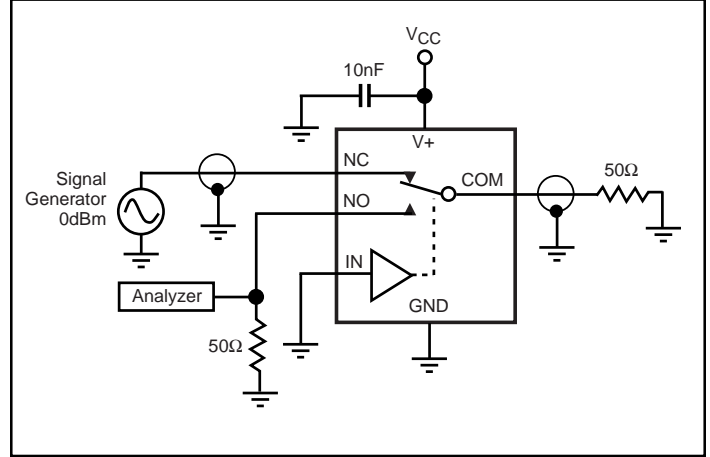 VCC
10nF
V+
NC
COM
50Ω
Signal
Generator
0dBm
NO
IN
Analyzer
GND
50Ω